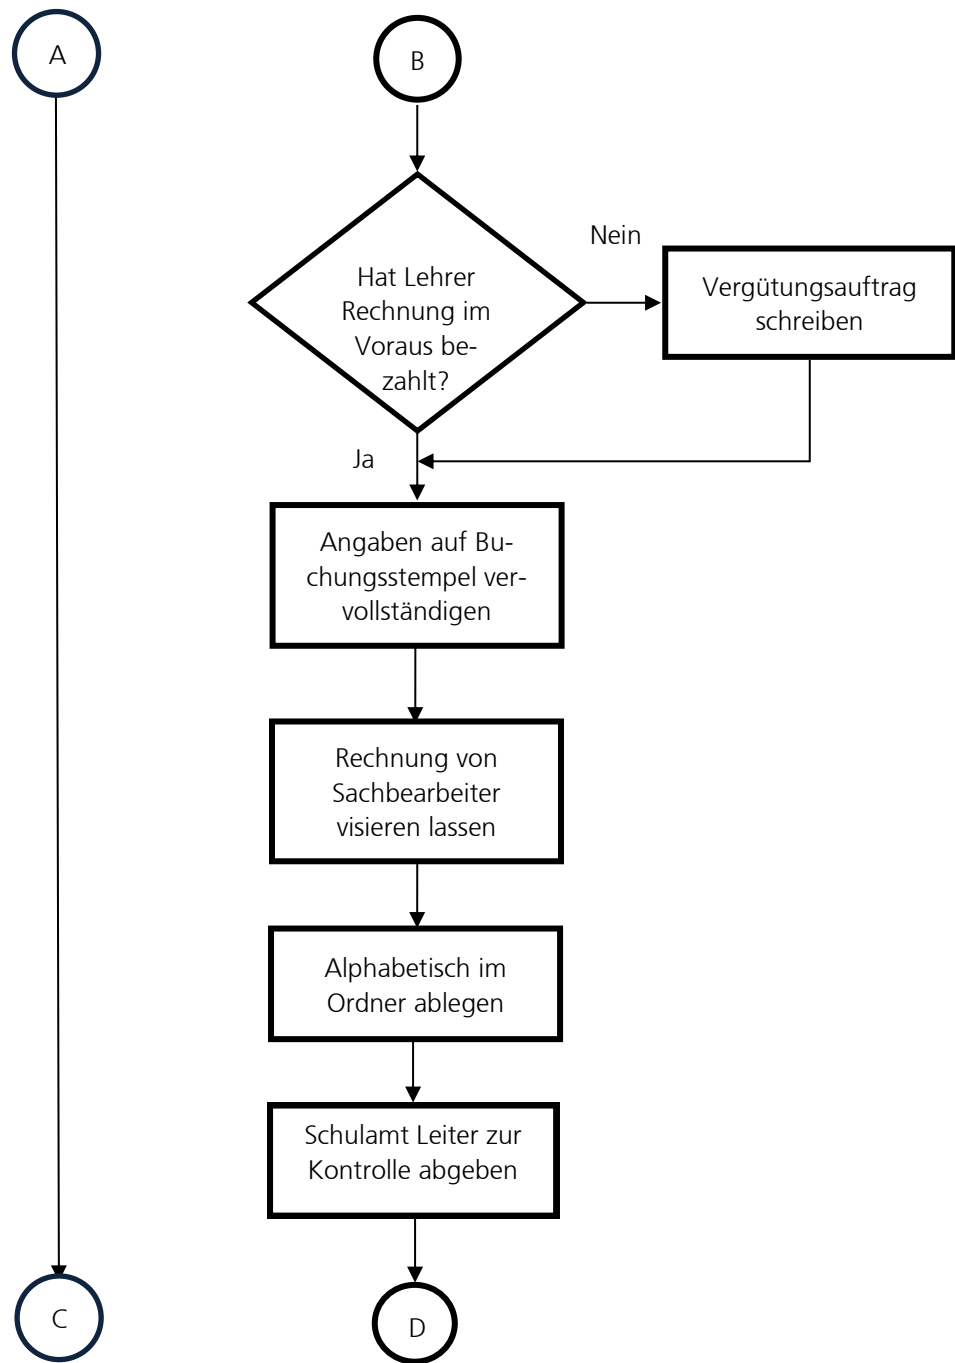 A
B
Nein
Hat Lehrer
Rechnung im
Voraus be-
zahlt?
Vergütungsauftrag
schreiben
Ja
Angaben auf Bu-
chungsstempel ver-
vollständigen
Rechnung von
Sachbearbeiter
visieren lassen
Alphabetisch im
Ordner ablegen
Schulamt Leiter zur
Kontrolle abgeben
C
D